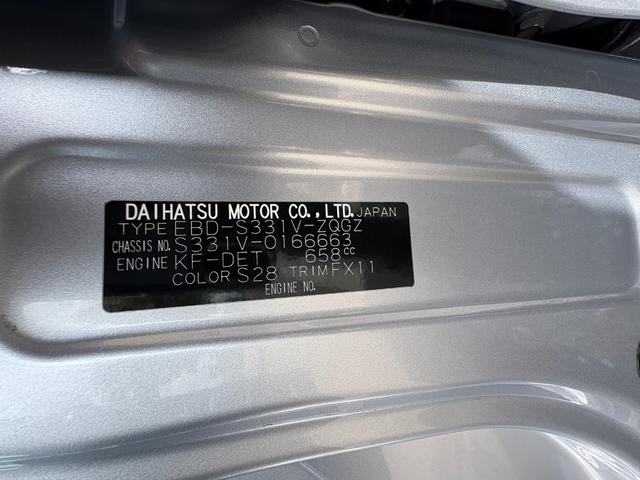 DAIHATSU MOTOR CO.,LTD. JAPAN
TYPE EBD-S331V-ZQGZ
CHASSIS NO. S331V-0166663
ENGINE KF-DET 658cc
COLOR S28 TRIM FX11
ENGINE NO.